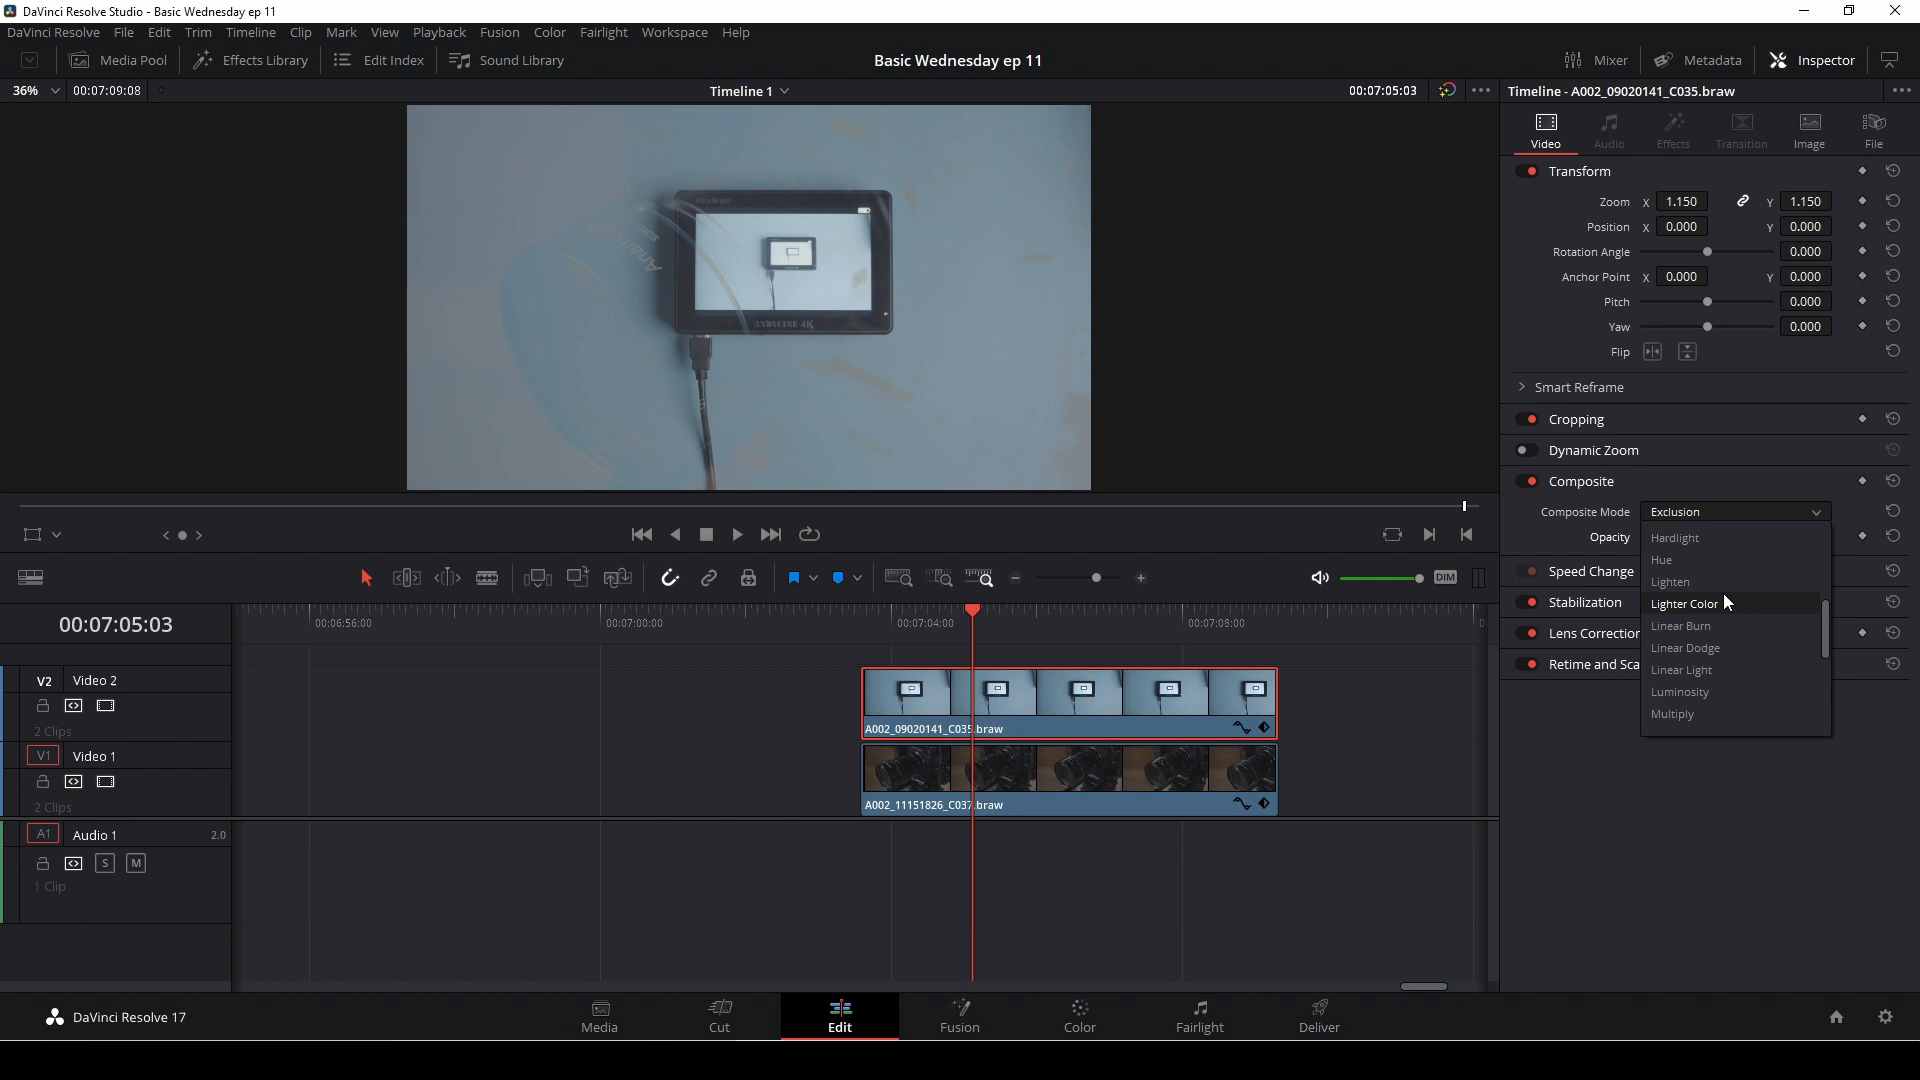 DaVinci Resolve Studio - Basic Wednesday ep 11
DaVinci Resolve File Edit Trim Timeline Clip Mark View Playback Fusion Color Fairlight Workspace Help
Media Pool Effects Library Edit Index Sound Library Basic Wednesday ep 11 Mixer Metadata Inspector
36% 00:07:09:08 Timeline 1 00:07:05:03 Timeline - A002_09020141_C035.braw
Video Audio Effects Transition Image File
Transform
Zoom X 1.150 Y 1.150
Position X 0.000 Y 0.000
Rotation Angle 0.000
Anchor Point X 0.000 Y 0.000
Pitch 0.000
Yaw 0.000
Flip
Smart Reframe
Cropping
Dynamic Zoom
Composite
Composite Mode Exclusion
Opacity
Speed Change
Stabilization
Lens Correction
Retime and Sca
Hardlight
Hue
Lighten
Lighter Color
Linear Burn
Linear Dodge
Linear Light
Luminosity
Multiply
Ultra-Bright
ANDYCINE 4K
DIM
00:07:05:03 00:06:56:00 00:07:00:00 00:07:04:00 00:07:08:00
V2 Video 2
2 Clips
A002_09020141_C035.braw
V1 Video 1
2 Clips
A002_11151826_C037.braw
A1 Audio 1 2.0
S M
1 Clip
DaVinci Resolve 17 Media Cut Edit Fusion Color Fairlight Deliver